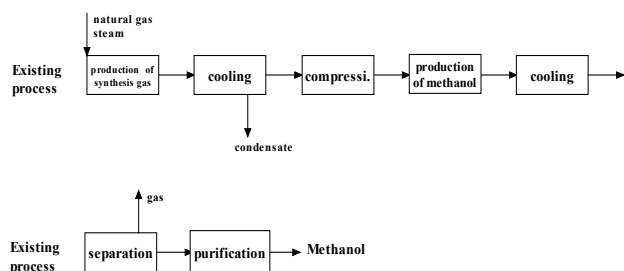 natural gas
steam
Existing
process
production of
synthesis gas
cooling
compressi.
production
of methanol
cooling
condensate
gas
Existing
process
separation
purification
Methanol